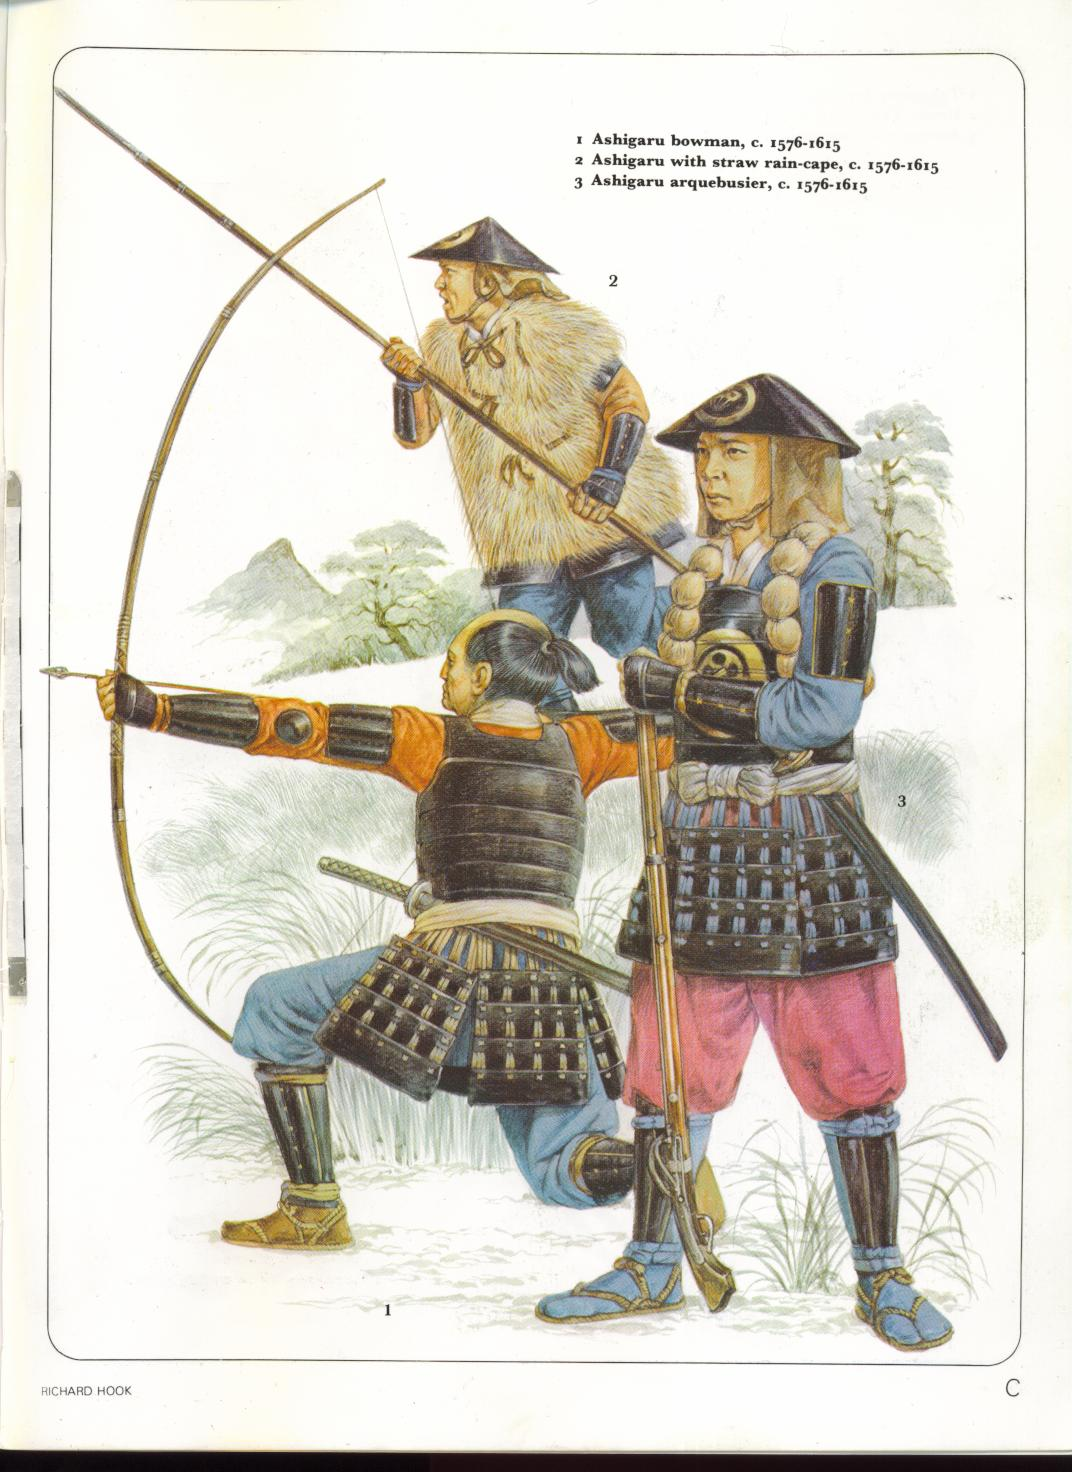 1 Ashigaru bowman, c. 1576-1615
2 Ashigaru with straw rain-cape, c. 1576-1615
3 Ashigaru arquebusier, c. 1576-1615
2
3
1
RICHARD HOOK
C